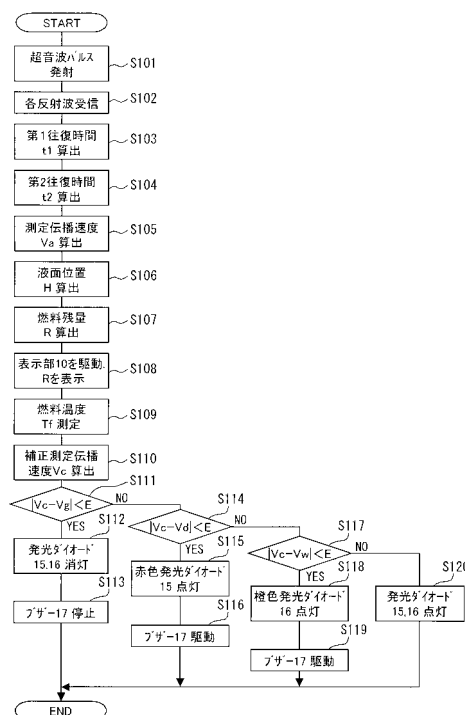 START
超音波パルス
発射
S101
各反射波受信
S102
第1往復時間
t1 算出
S103
第2往復時間
t2 算出
S104
測定伝播速度
Va 算出
S105
液面位置
H 算出
S106
燃料残量
R 算出
S107
表示部10を駆動.
Rを表示
S108
燃料温度
Tf 測定
S109
補正測定伝播
速度Vc 算出
S110
|Vc-Vg|<E
S111
NO
YES
発光ダイオード
15,16 消灯
S112
ブザー17 停止
S113
|Vc-Vd|<E
S114
NO
YES
赤色発光ダイオード
15 点灯
S115
ブザー17 駆動
S116
|Vc-Vw|<E
S117
NO
YES
橙色発光ダイオード
16 点灯
S118
ブザー17 駆動
S119
発光ダイオード
15,16 点灯
S120
END